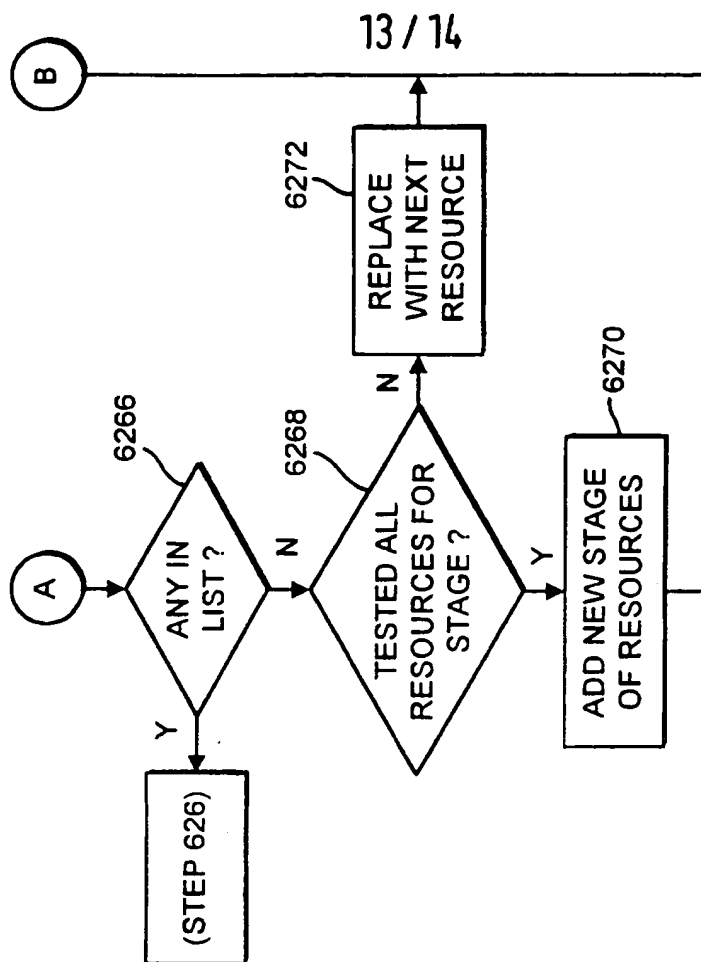 13 / 14
A
B
6266
ANY IN
LIST ?
Y
N
(STEP 626)
6268
TESTED ALL
RESOURCES FOR
STAGE ?
N
Y
6272
REPLACE
WITH NEXT
RESOURCE
6270
ADD NEW STAGE
OF RESOURCES